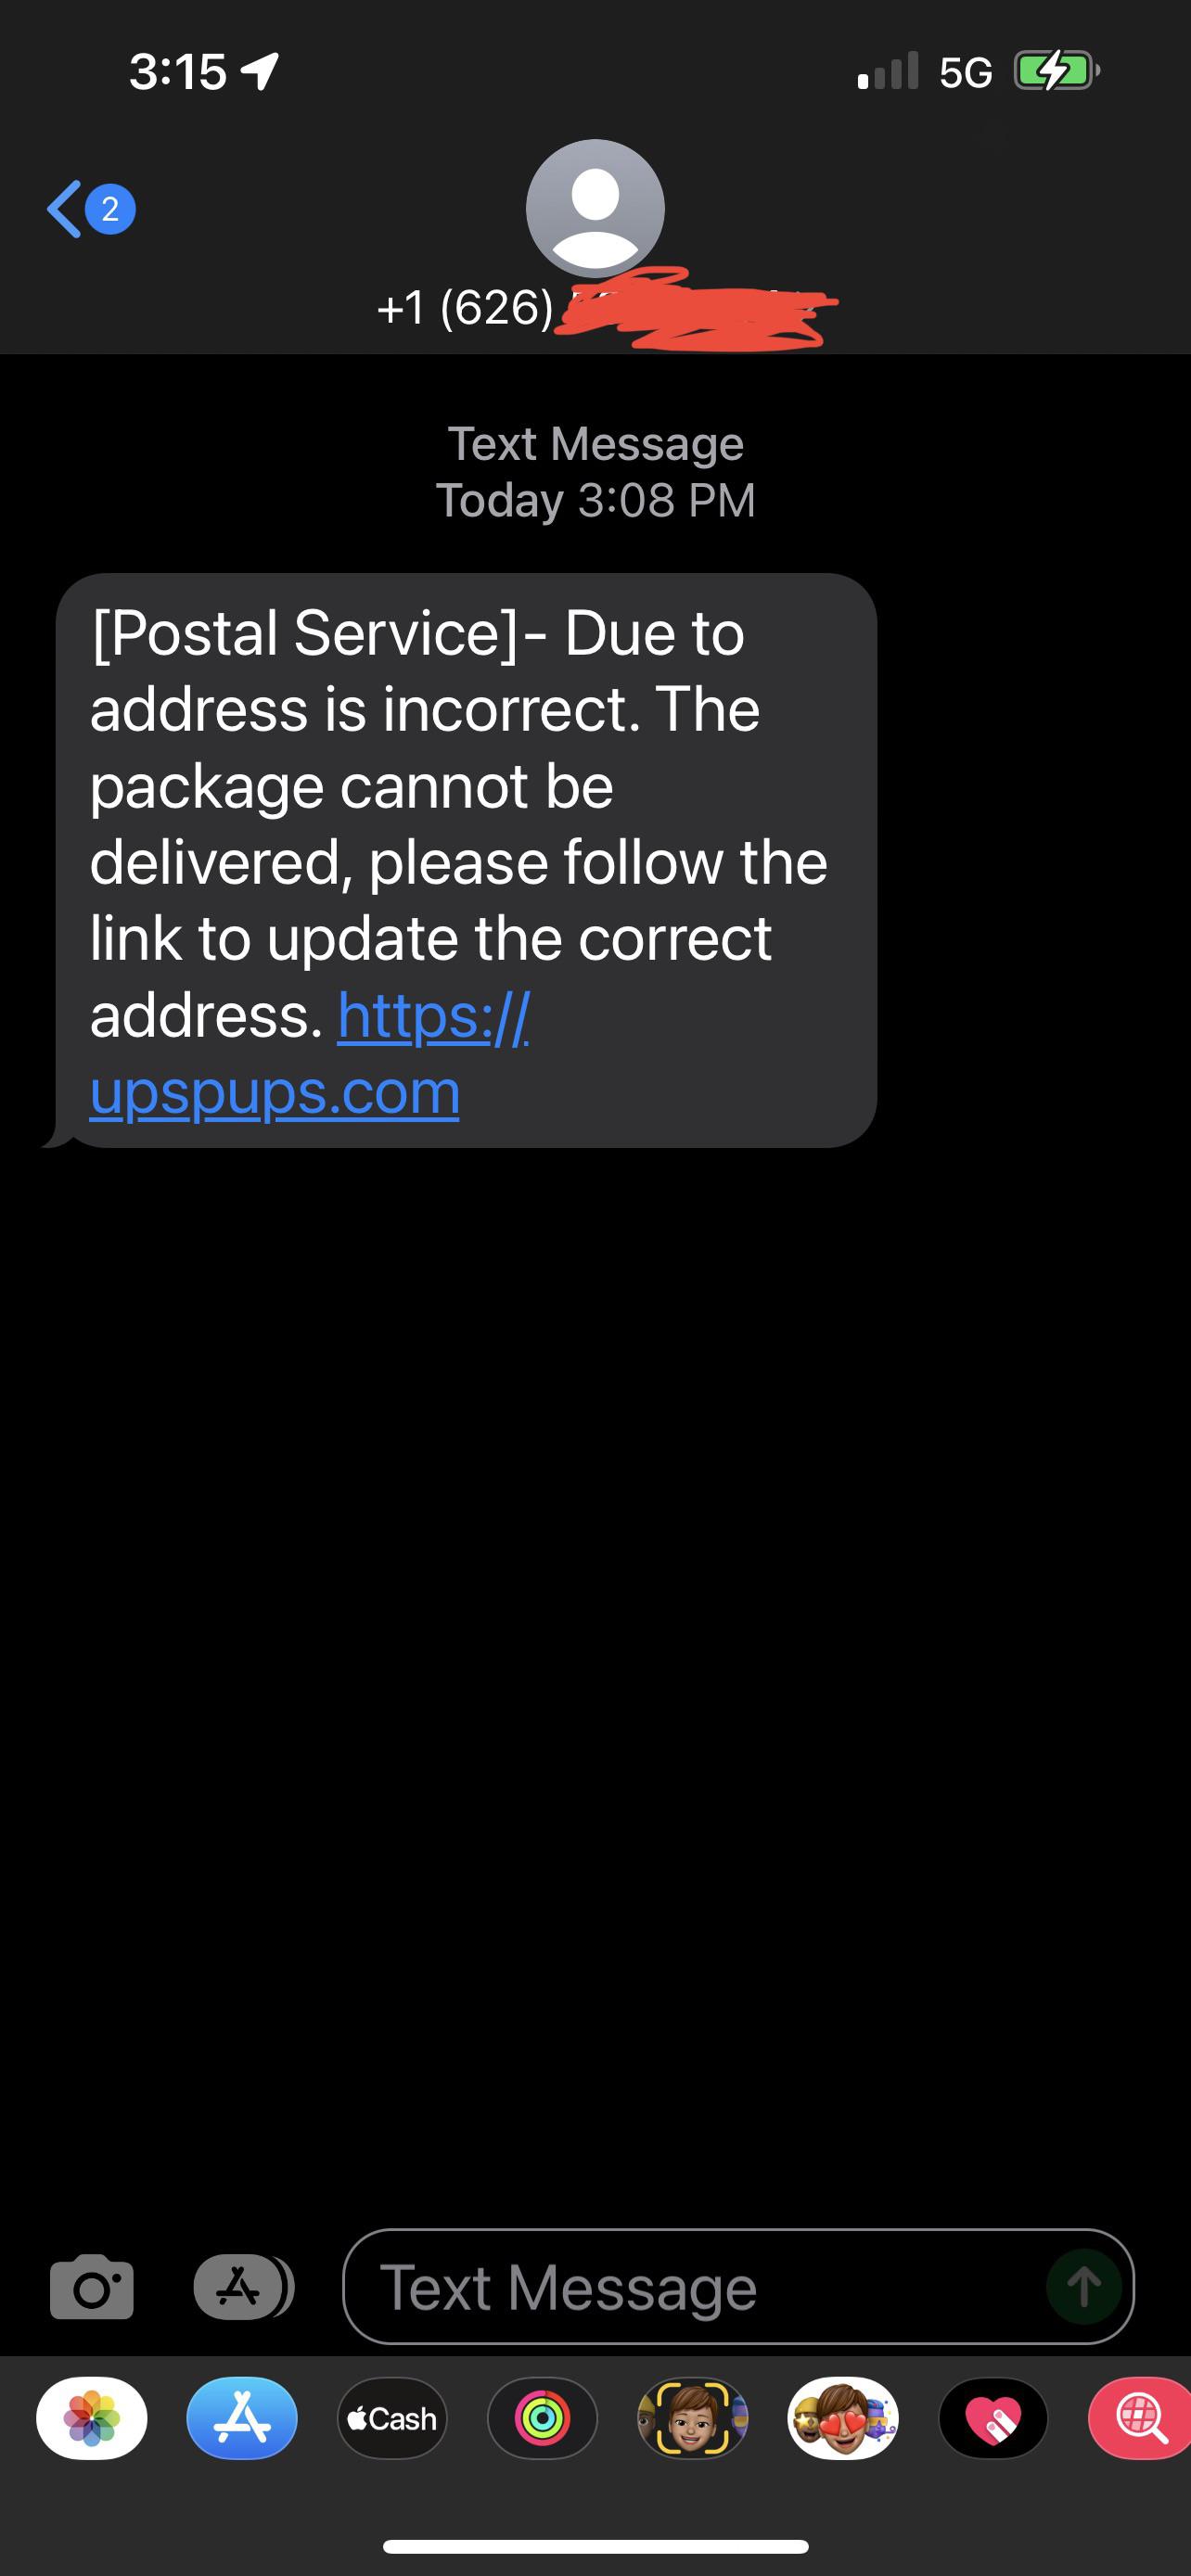 3:15
5G
2
+1 (626)
Text Message
Today 3:08 PM
[Postal Service]- Due to
address is incorrect. The
package cannot be
delivered, please follow the
link to update the correct
address. https://
upspups.com
Text Message
Cash